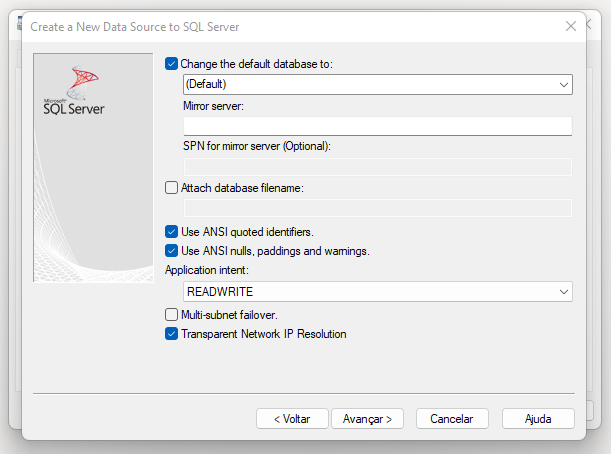 Create a New Data Source to SQL Server
Microsoft
SQL Server
Change the default database to:
(Default)
Mirror server:
SPN for mirror server (Optional):
Attach database filename:
Use ANSI quoted identifiers.
Use ANSI nulls, paddings and warnings.
Application intent:
READWRITE
Multi-subnet failover.
Transparent Network IP Resolution
< Voltar
Avançar >
Cancelar
Ajuda